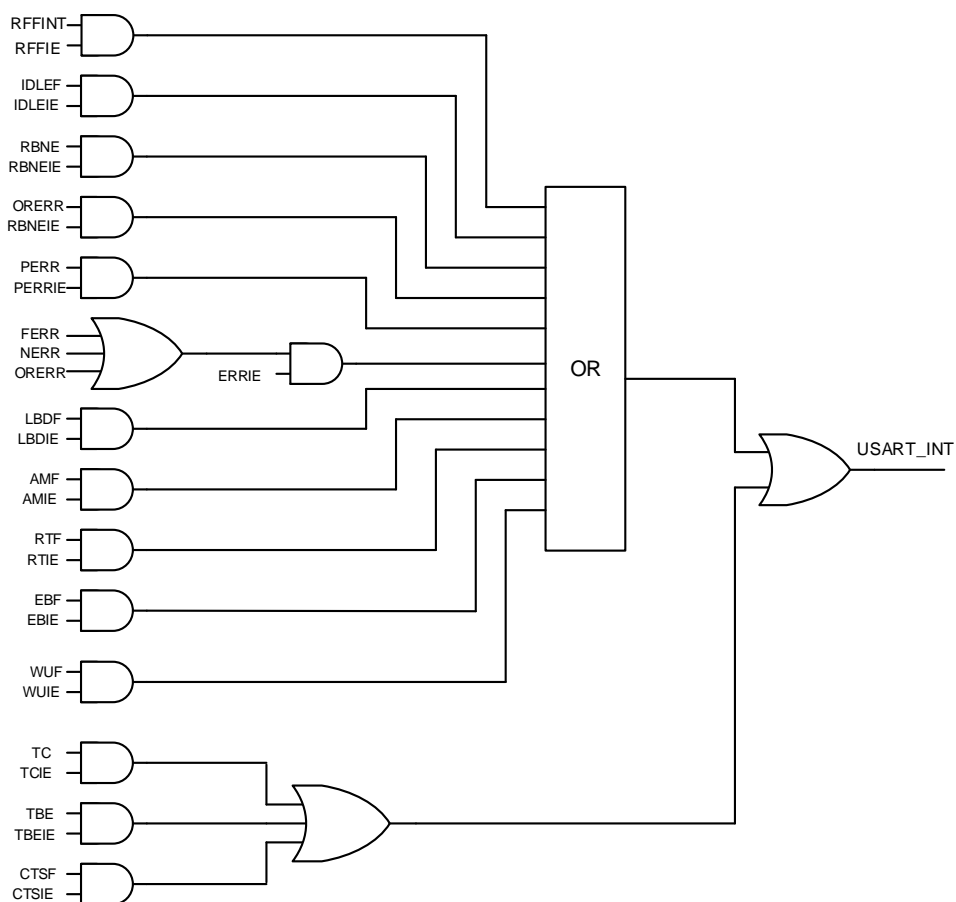 RFFINT
RFFIE
IDLEF
IDLEIE
RBNE
RBNEIE
ORERR
RBNEIE
PERR
PERRIE
FERR
NERR
ORERR
ERRIE
OR
LBDF
LBDIE
AMF
AMIE
USART_INT
RTF
RTIE
EBF
EBIE
WUF
WUIE
TC
TCIE
TBE
TBEIE
CTSF
CTSIE